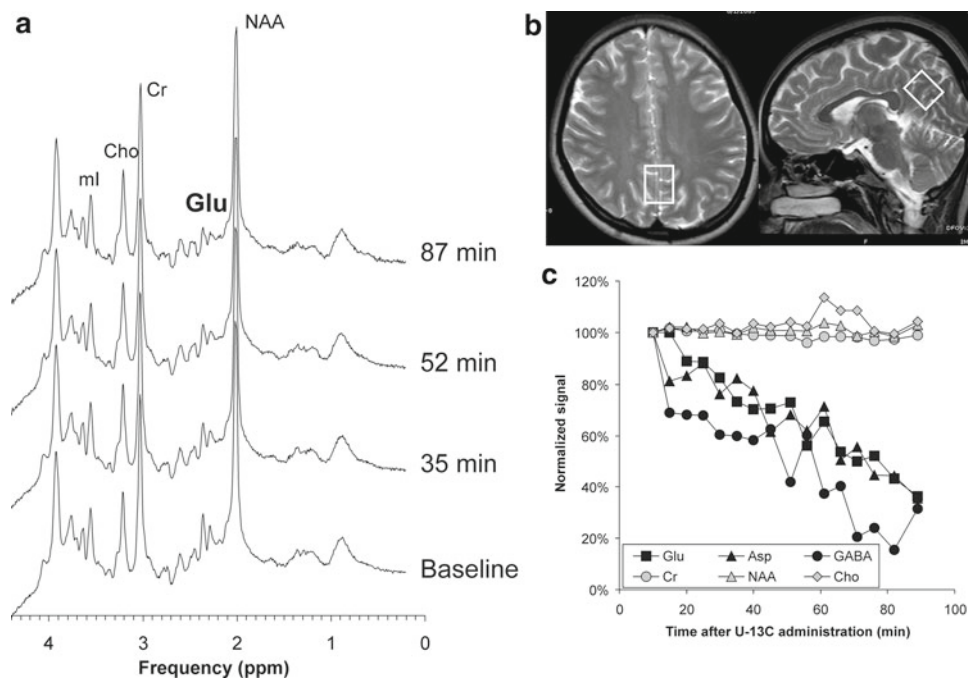 a
NAA
Cr
Cho
mI
Glu
87 min
52 min
35 min
Baseline
4
3
2
1
0
Frequency (ppm)
b
F
c
120%
100%
80%
60%
40%
20%
0%
Normalized signal
Glu
Asp
GABA
Cr
NAA
Cho
0
20
40
60
80
100
Time after U-13C administration (min)